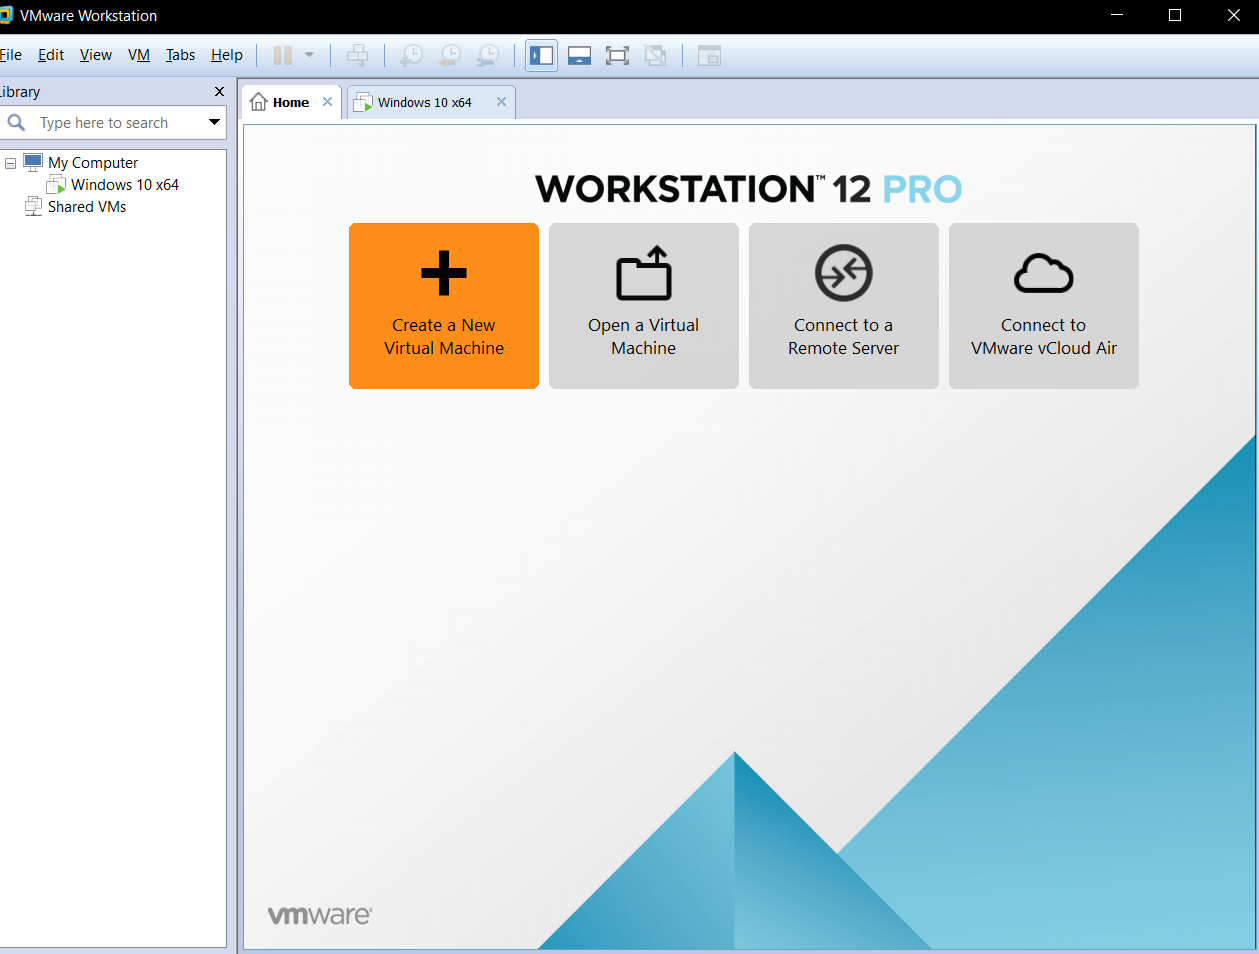 VMware Workstation
File Edit View VM Tabs Help
Library
Type here to search
My Computer
Windows 10 x64
Shared VMs
Home
Windows 10 x64
WORKSTATION™ 12 PRO
Create a New
Virtual Machine
Open a Virtual
Machine
Connect to a
Remote Server
Connect to
VMware vCloud Air
vmware®